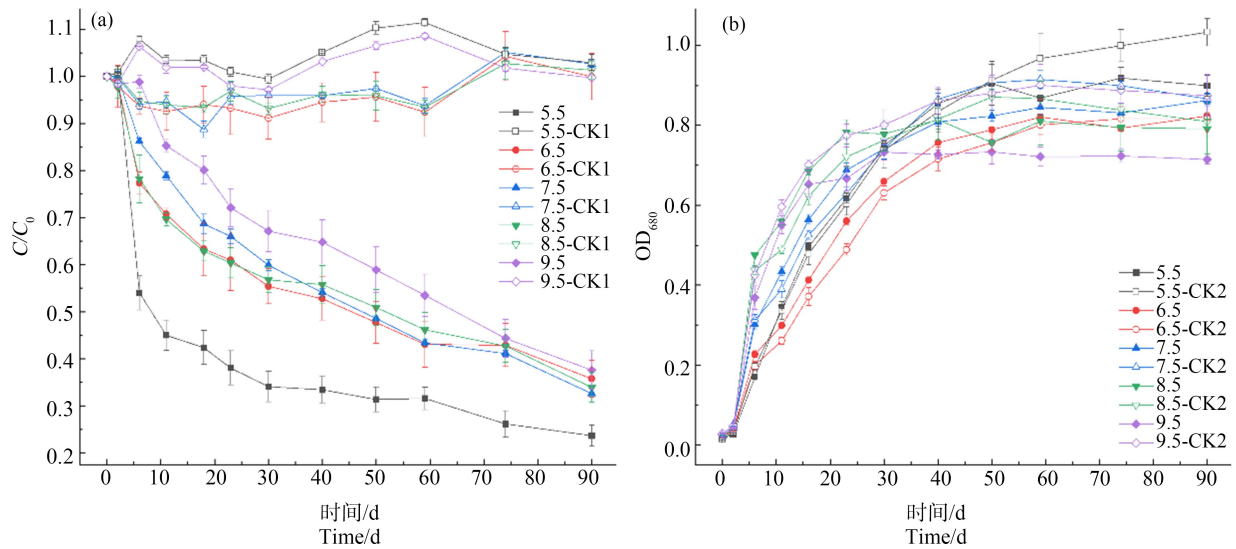 (a)
1.1
1.0
0.9
0.8
0.7
0.6
0.5
0.4
0.3
0.2
C/C0
0 10 20 30 40 50 60 70 80 90
时间/d
Time/d
5.5
5.5-CK1
6.5
6.5-CK1
7.5
7.5-CK1
8.5
8.5-CK1
9.5
9.5-CK1
(b)
1.0
0.8
0.6
0.4
0.2
0.0
OD680
0 10 20 30 40 50 60 70 80 90
时间/d
Time/d
5.5
5.5-CK2
6.5
6.5-CK2
7.5
7.5-CK2
8.5
8.5-CK2
9.5
9.5-CK2